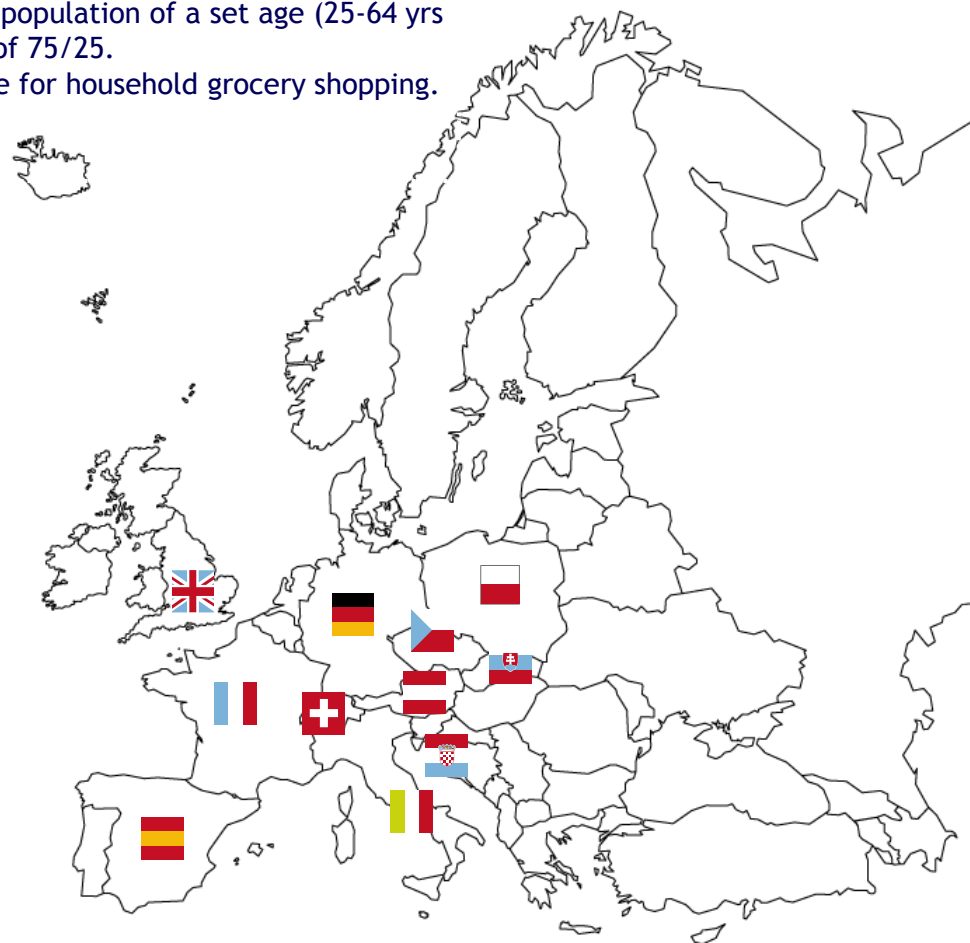 population of a set age (25-64 yrs
of 75/25.
e for household grocery shopping.